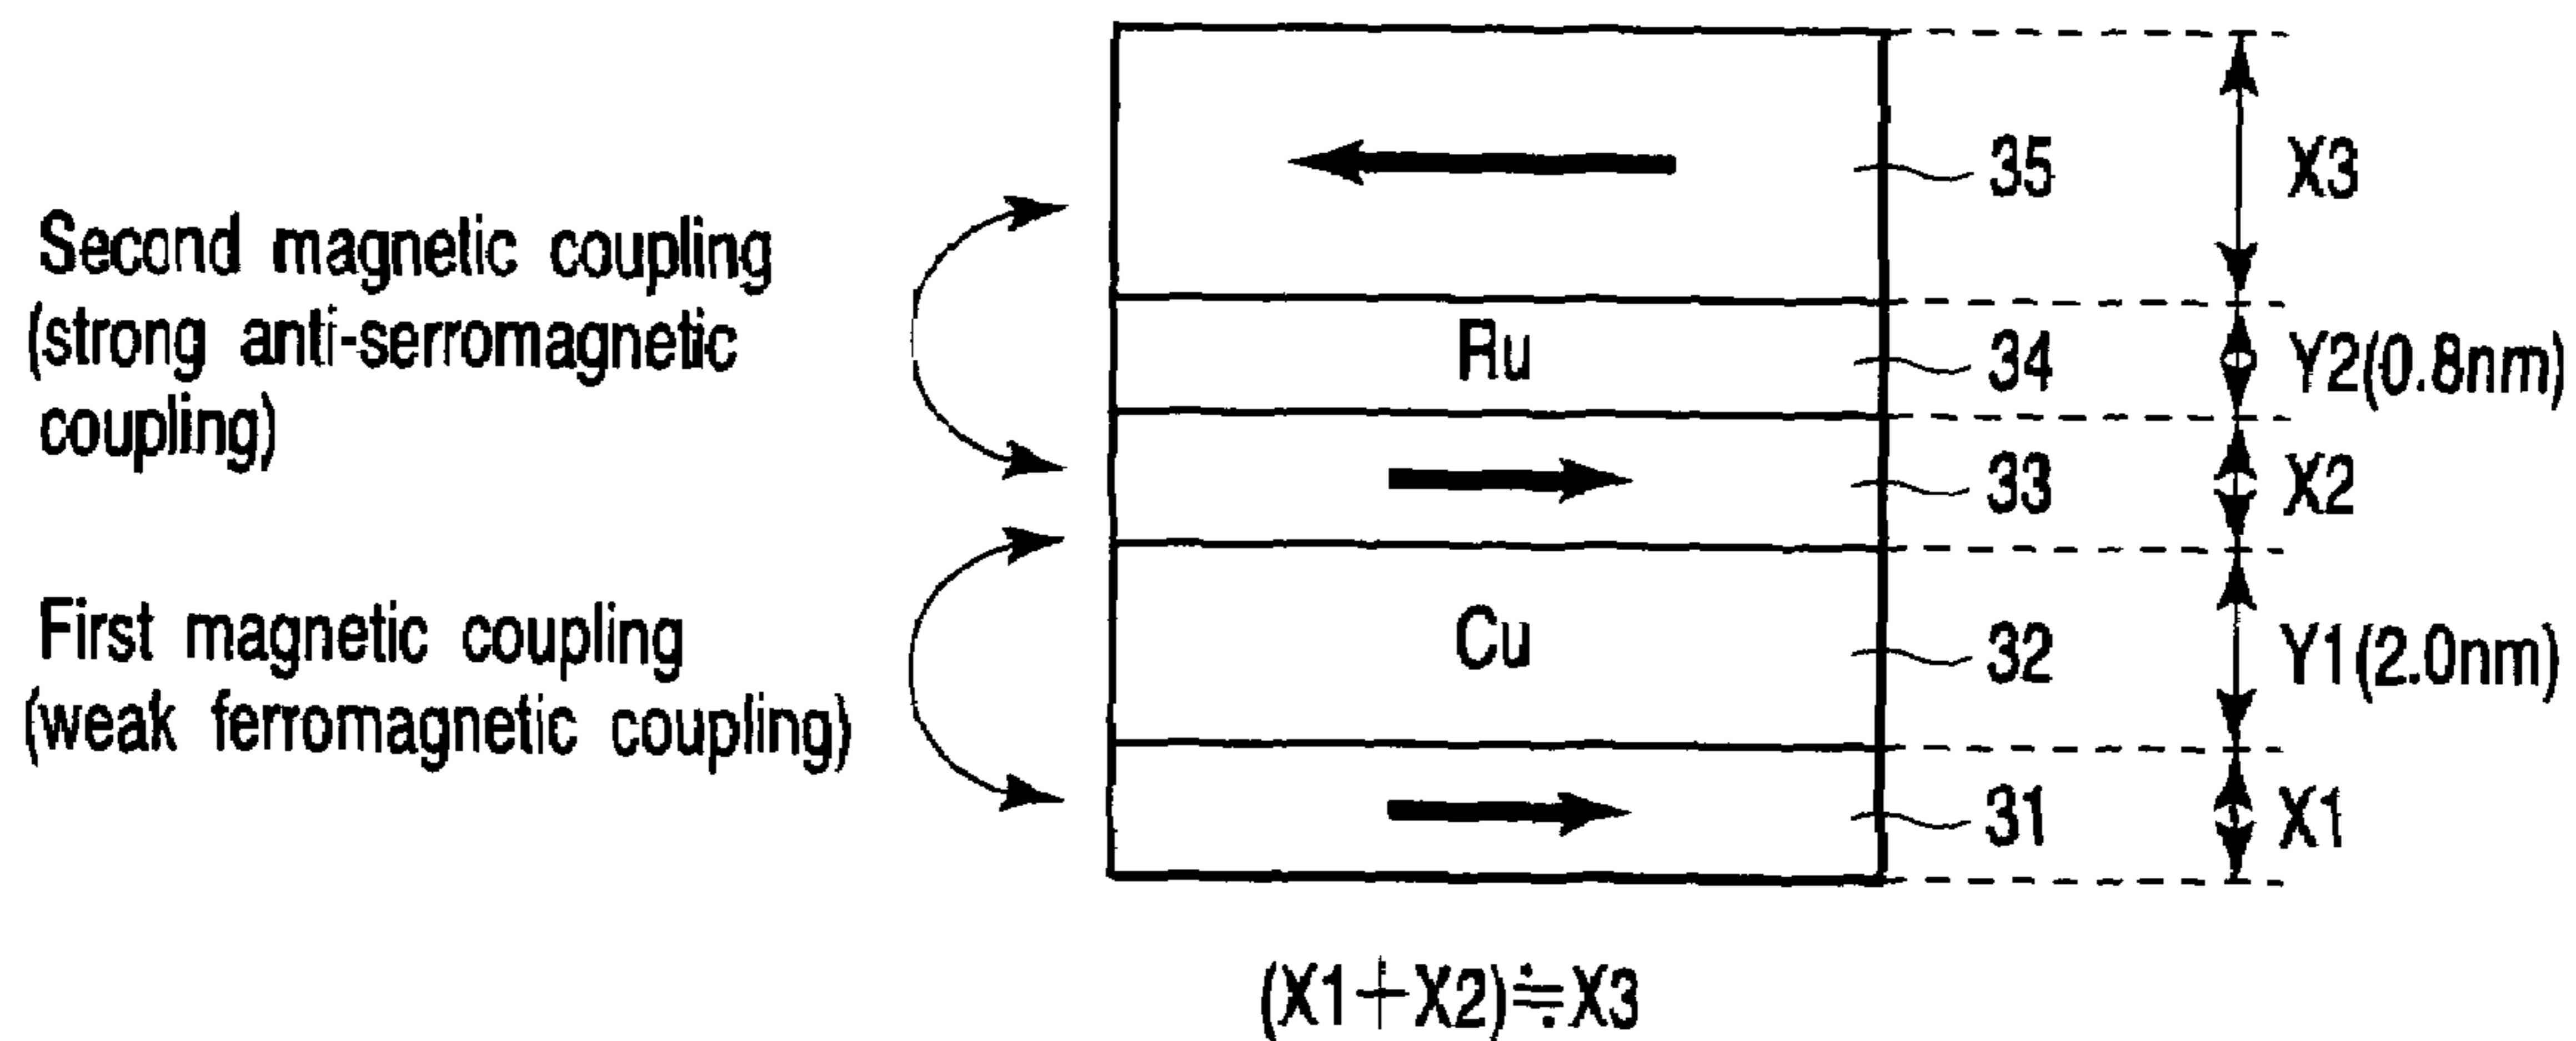 Second magnetic coupling
(strong anti-serromagnetic
coupling)
First magnetic coupling
(weak ferromagnetic coupling)
35
X3
Ru
34
Y2(0.8nm)
33
X2
Cu
32
Y1(2.0nm)
31
X1
(X1+X2)≒X3